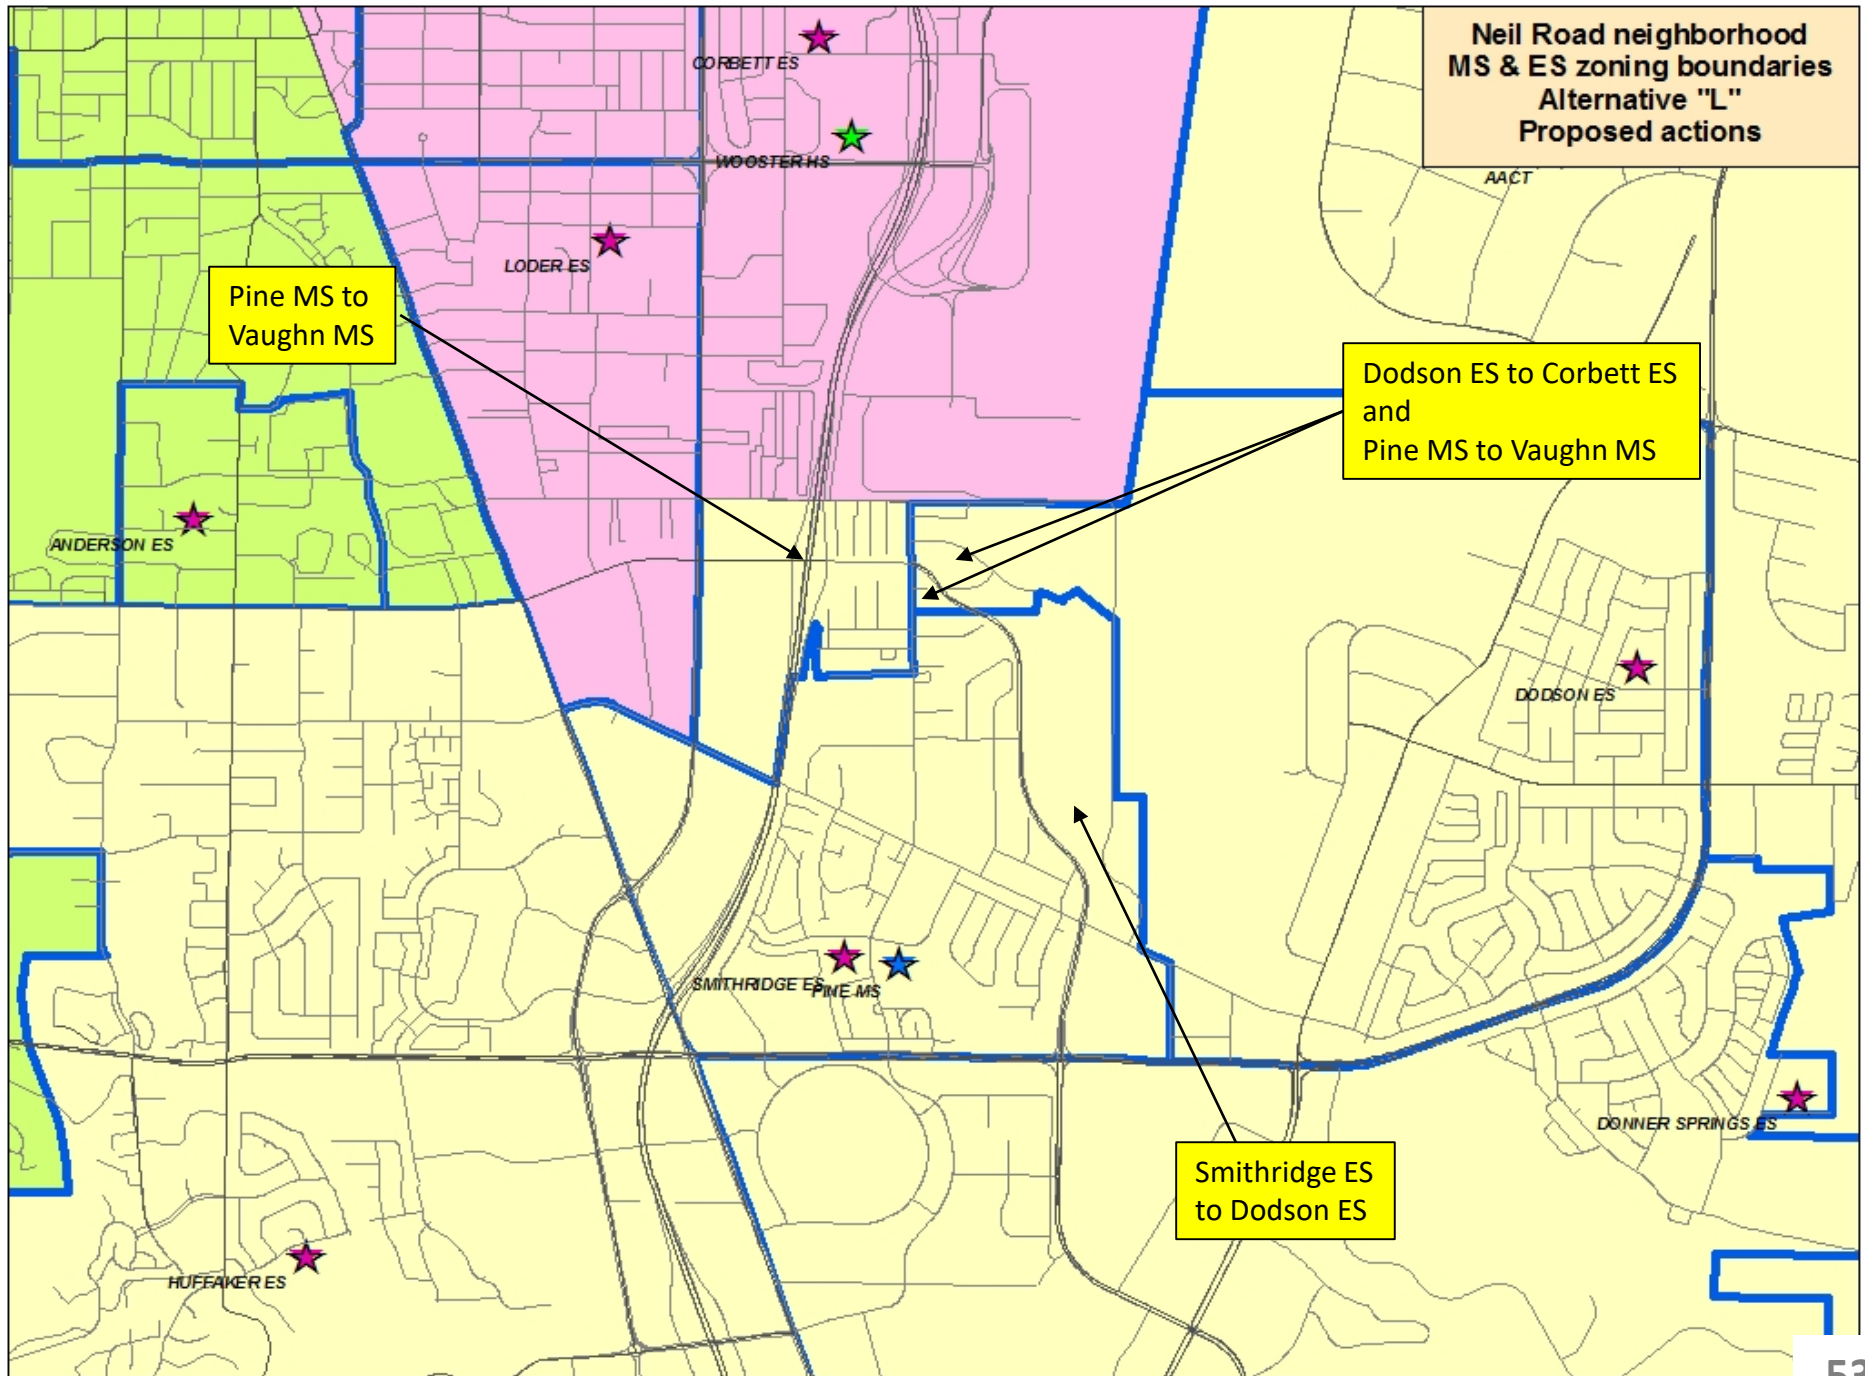 Neil Road neighborhood
MS & ES zoning boundaries
Alternative "L"
Proposed actions
CORBETT ES
WOOSTER HS
AACT
LODER ES
Pine MS to
Vaughn MS
Dodson ES to Corbett ES
and
Pine MS to Vaughn MS
ANDERSON ES
DODSON ES
SMITHRIDGE ES
PINE MS
DONNER SPRINGS ES
Smithridge ES
to Dodson ES
HUFFAKER ES
53